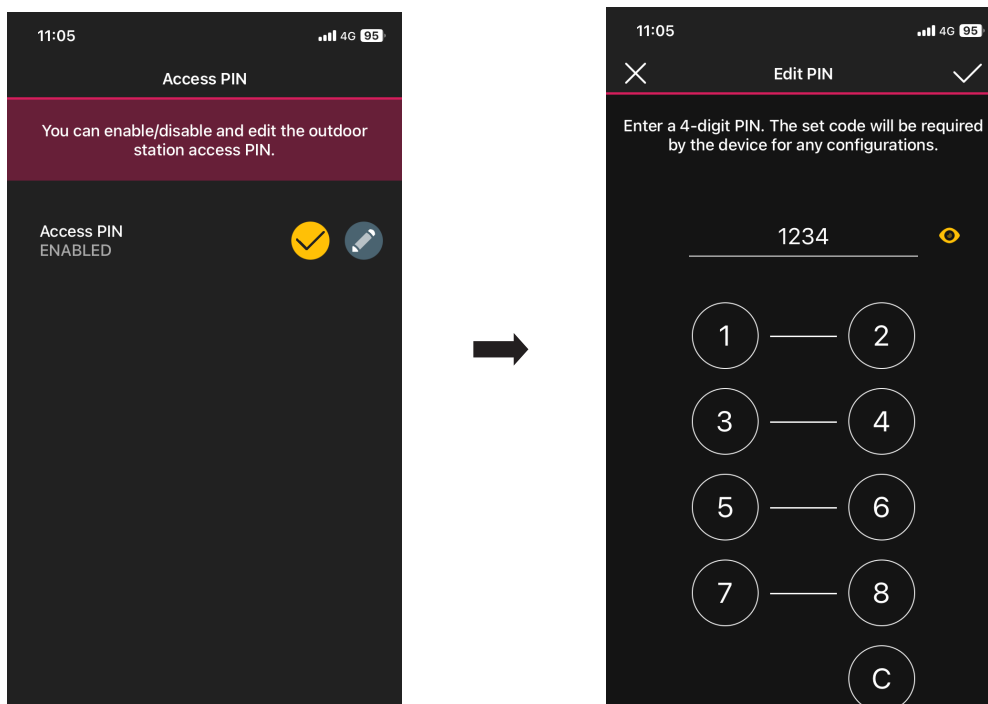 11:05
4G 95
Access PIN
You can enable/disable and edit the outdoor
station access PIN.
Access PIN
ENABLED
11:05
4G 95
Edit PIN
Enter a 4-digit PIN. The set code will be required
by the device for any configurations.
1234
1 2
3 4
5 6
7 8
C